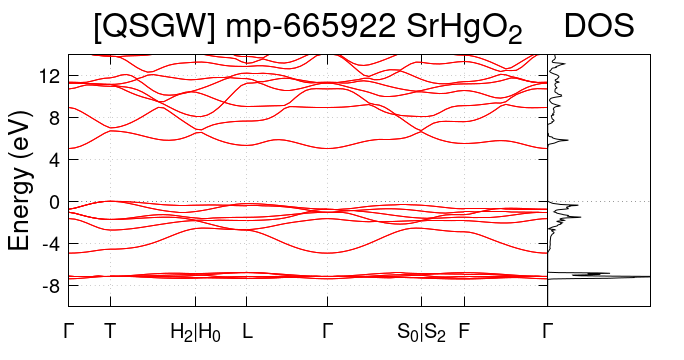 [QSGW] mp-665922 SrHgO₂ DOS
Energy (eV)
12
8
4
0
-4
-8
Γ T H₂|H₀ L Γ S₀|S₂ F Γ